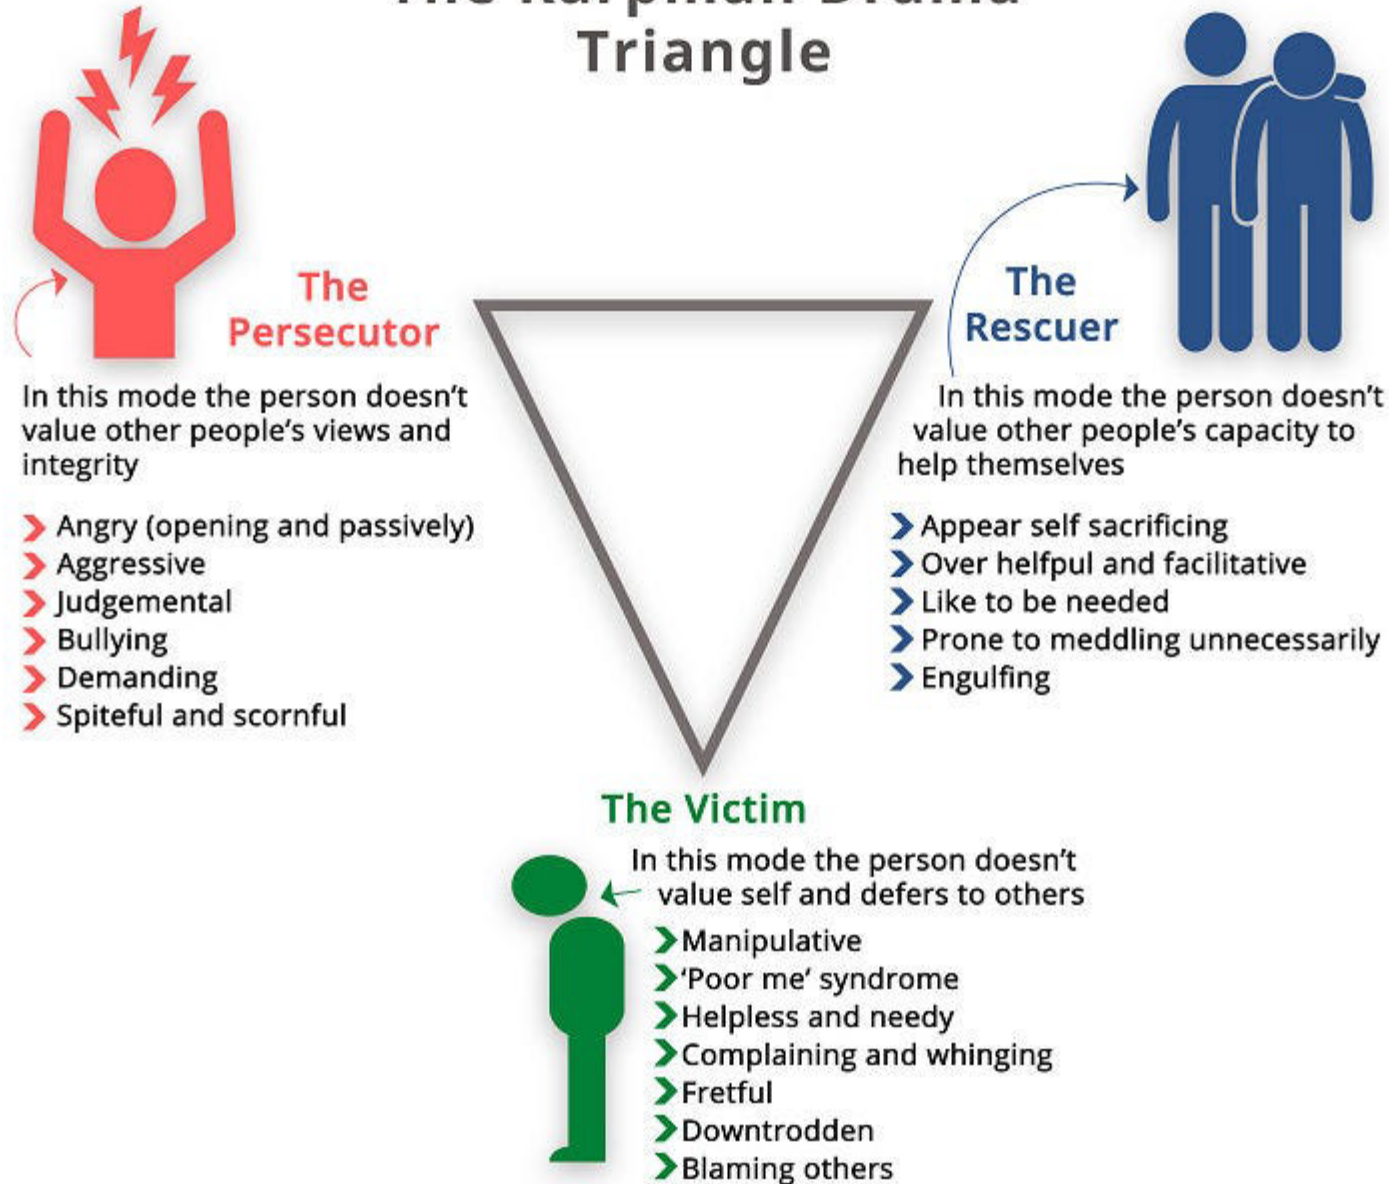 The Karpman Drama
Triangle
The
Persecutor
In this mode the person doesn't
value other people's views and
integrity
Angry (opening and passively)
Aggressive
Judgemental
Bullying
Demanding
Spiteful and scornful
The
Rescuer
In this mode the person doesn't
value other people's capacity to
help themselves
Appear self sacrificing
Over helfpul and facilitative
Like to be needed
Prone to meddling unnecessarily
Engulfing
The Victim
In this mode the person doesn't
value self and defers to others
Manipulative
'Poor me' syndrome
Helpless and needy
Complaining and whinging
Fretful
Downtrodden
Blaming others